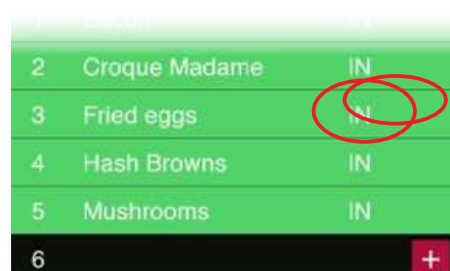 2 Croque Madame IN
3 Fried eggs IN
4 Hash Browns IN
5 Mushrooms IN
6 +